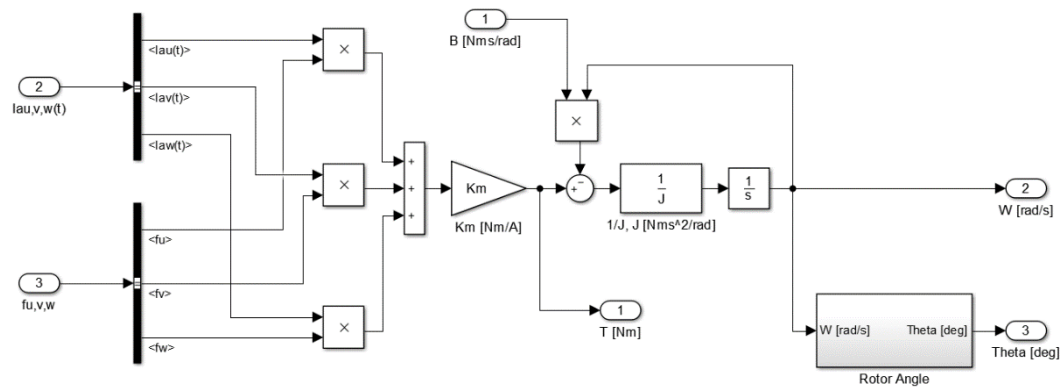 2
Iau,v,w(t)
<Iau(t)>
<Iav(t)>
<Iaw(t)>
3
fu,v,w
<fu>
<fv>
<fw>
×
×
×
+
+
+
Km
Km [Nm/A]
1
B [Nms/rad]
×
+
−
1
J
1/J, J [Nms^2/rad]
1
s
2
W [rad/s]
1
T [Nm]
W [rad/s]
Theta [deg]
Rotor Angle
3
Theta [deg]